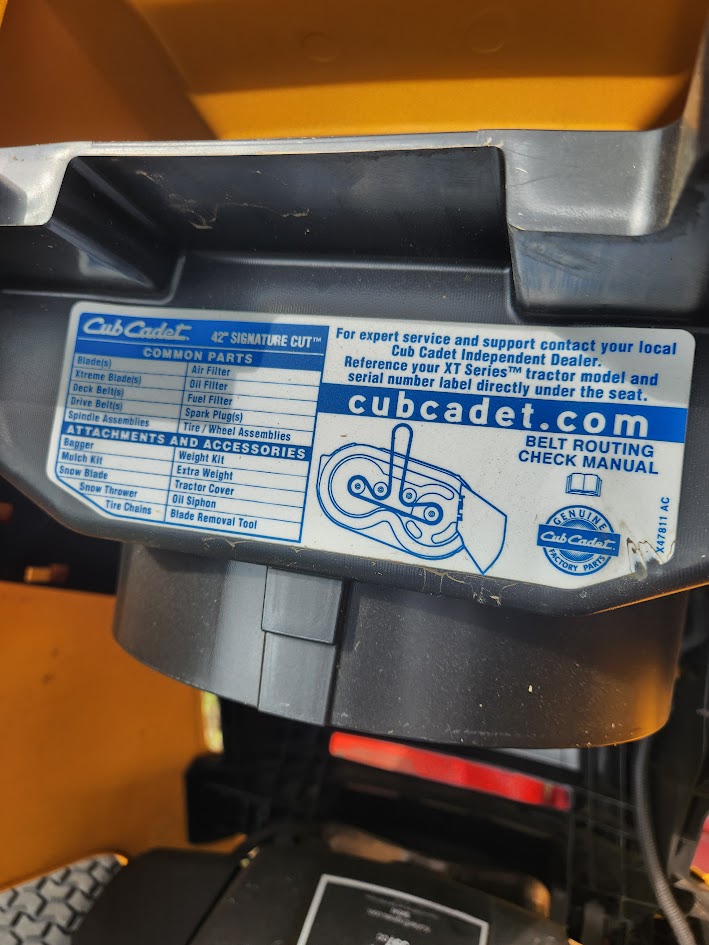 Cub Cadet. 42" SIGNATURE CUT™
COMMON PARTS
Blade(s) Air Filter
Xtreme Blade(s) Oil Filter
Deck Belt(s) Fuel Filter
Drive Belt(s) Spark Plug(s)
Spindle Assemblies Tire / Wheel Assemblies
ATTACHMENTS AND ACCESSORIES
Bagger Weight Kit
Mulch Kit Extra Weight
Snow Blade Tractor Cover
Snow Thrower Oil Siphon
Tire Chains Blade Removal Tool
For expert service and support contact your local
Cub Cadet Independent Dealer.
Reference your XT Series™ tractor model and
serial number label directly under the seat.
cubcadet.com
BELT ROUTING
CHECK MANUAL
GENUINE
Cub Cadet.
FACTORY PARTS
X47811 AC